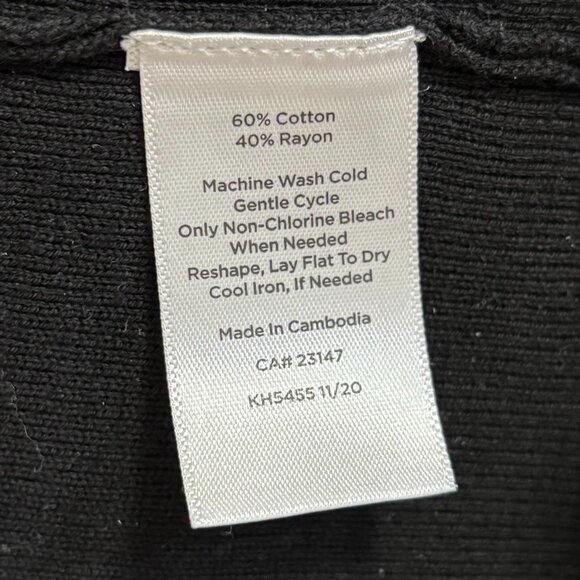 60% Cotton
40% Rayon
Machine Wash Cold
Gentle Cycle
Only Non-Chlorine Bleach
When Needed
Reshape, Lay Flat To Dry
Cool Iron, If Needed
Made In Cambodia
CA# 23147
KH5455 11/20